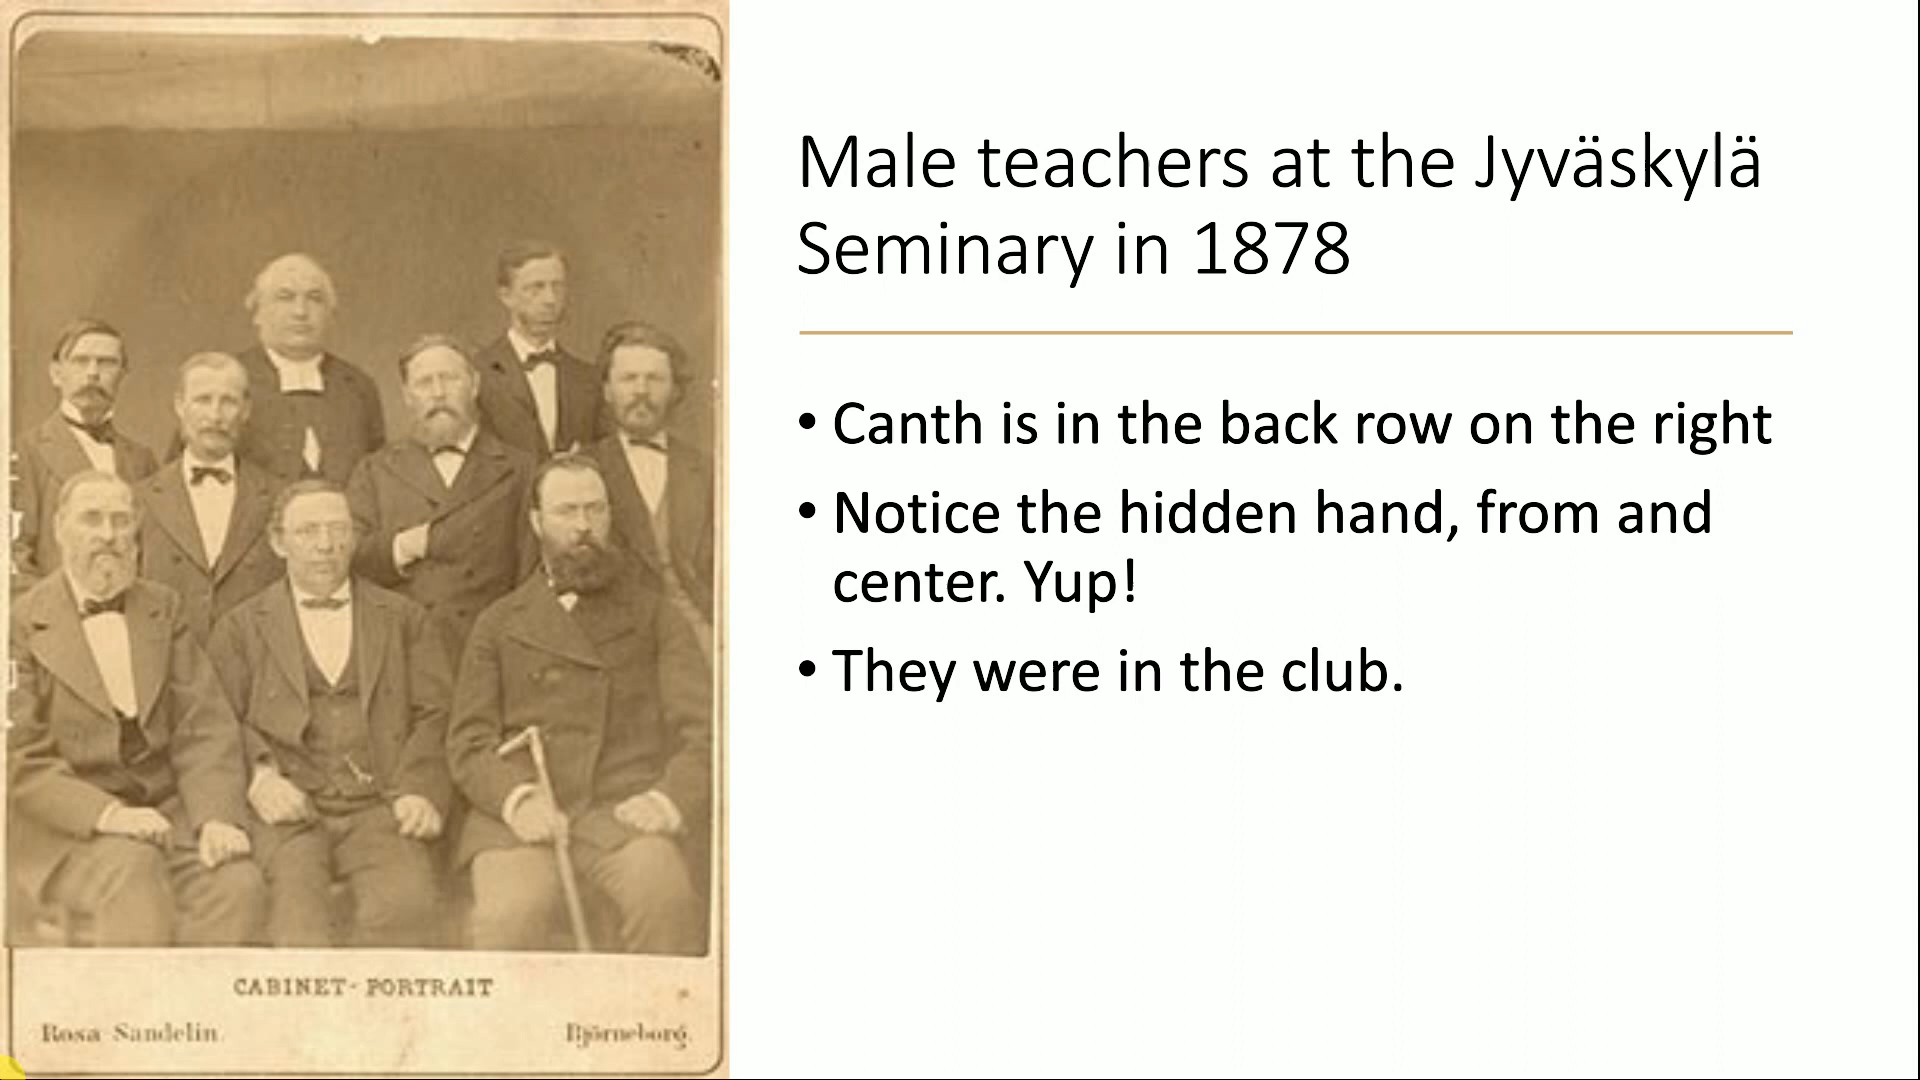 CABINET-PORTRAIT
Rosa Sandelin.
Björneborg.
Male teachers at the Jyväskylä
Seminary in 1878
• Canth is in the back row on the right
• Notice the hidden hand, from and
center. Yup!
• They were in the club.